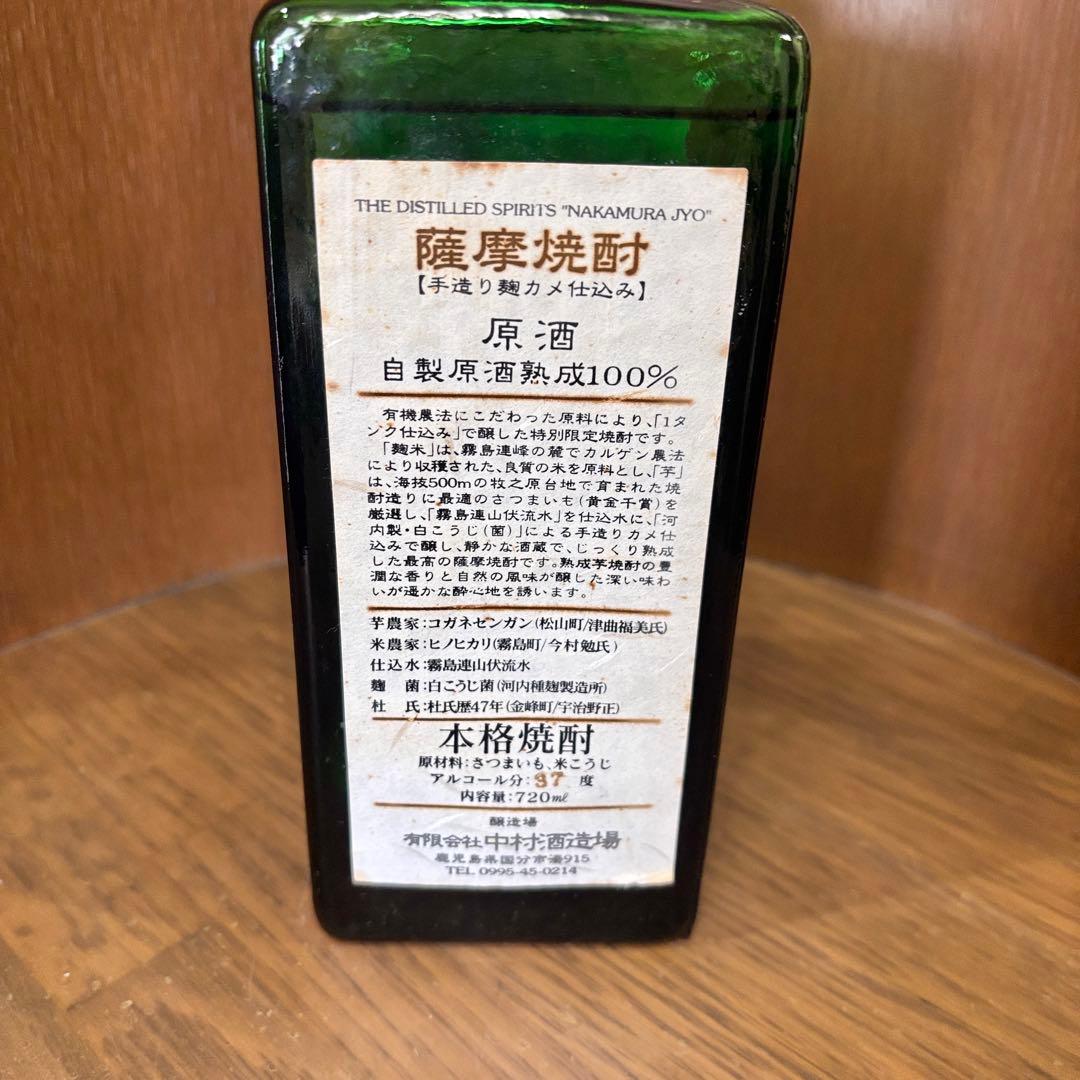 THE DISTILLED SPIRITS "NAKAMURA JYO"
薩摩焼酎
【手造り麹カメ仕込み】
原酒
自製原酒熟成100%
有機農法にこだわった原料により、「1タ
ンク仕込み」で醸した特別限定焼酎です。
「麹米」は、霧島連峰の麓でカルゲン農法
により収穫された、良質の米を原料とし、「芋」
は、海抜500mの牧之原台地で育まれた焼
酎造りに最適のさつまいも(黄金千貫)を
厳選し、「霧島連山伏流水」を仕込水に、「河
内製・白こうじ(菌)」による手造りカメ仕
込みで醸し、静かな酒蔵で、じっくり熟成
した最高の薩摩焼酎です。熟成芋焼酎の豊
潤な香りと自然の風味が醸した深い味わ
いが遥かな酔心地を誘います。
芋農家:コガネセンガン(松山町/津曲福美氏)
米農家:ヒノヒカリ(霧島町/今村勉氏)
仕込水:霧島連山伏流水
麹 菌:白こうじ菌(河内種麹製造所)
杜 氏:杜氏歴47年(金峰町/宇治野正)
本格焼酎
原材料:さつまいも、米こうじ
アルコール分:37 度
内容量:720㎖
醸造場
有限会社中村酒造場
鹿児島県国分市湊915
TEL 0995-45-0214